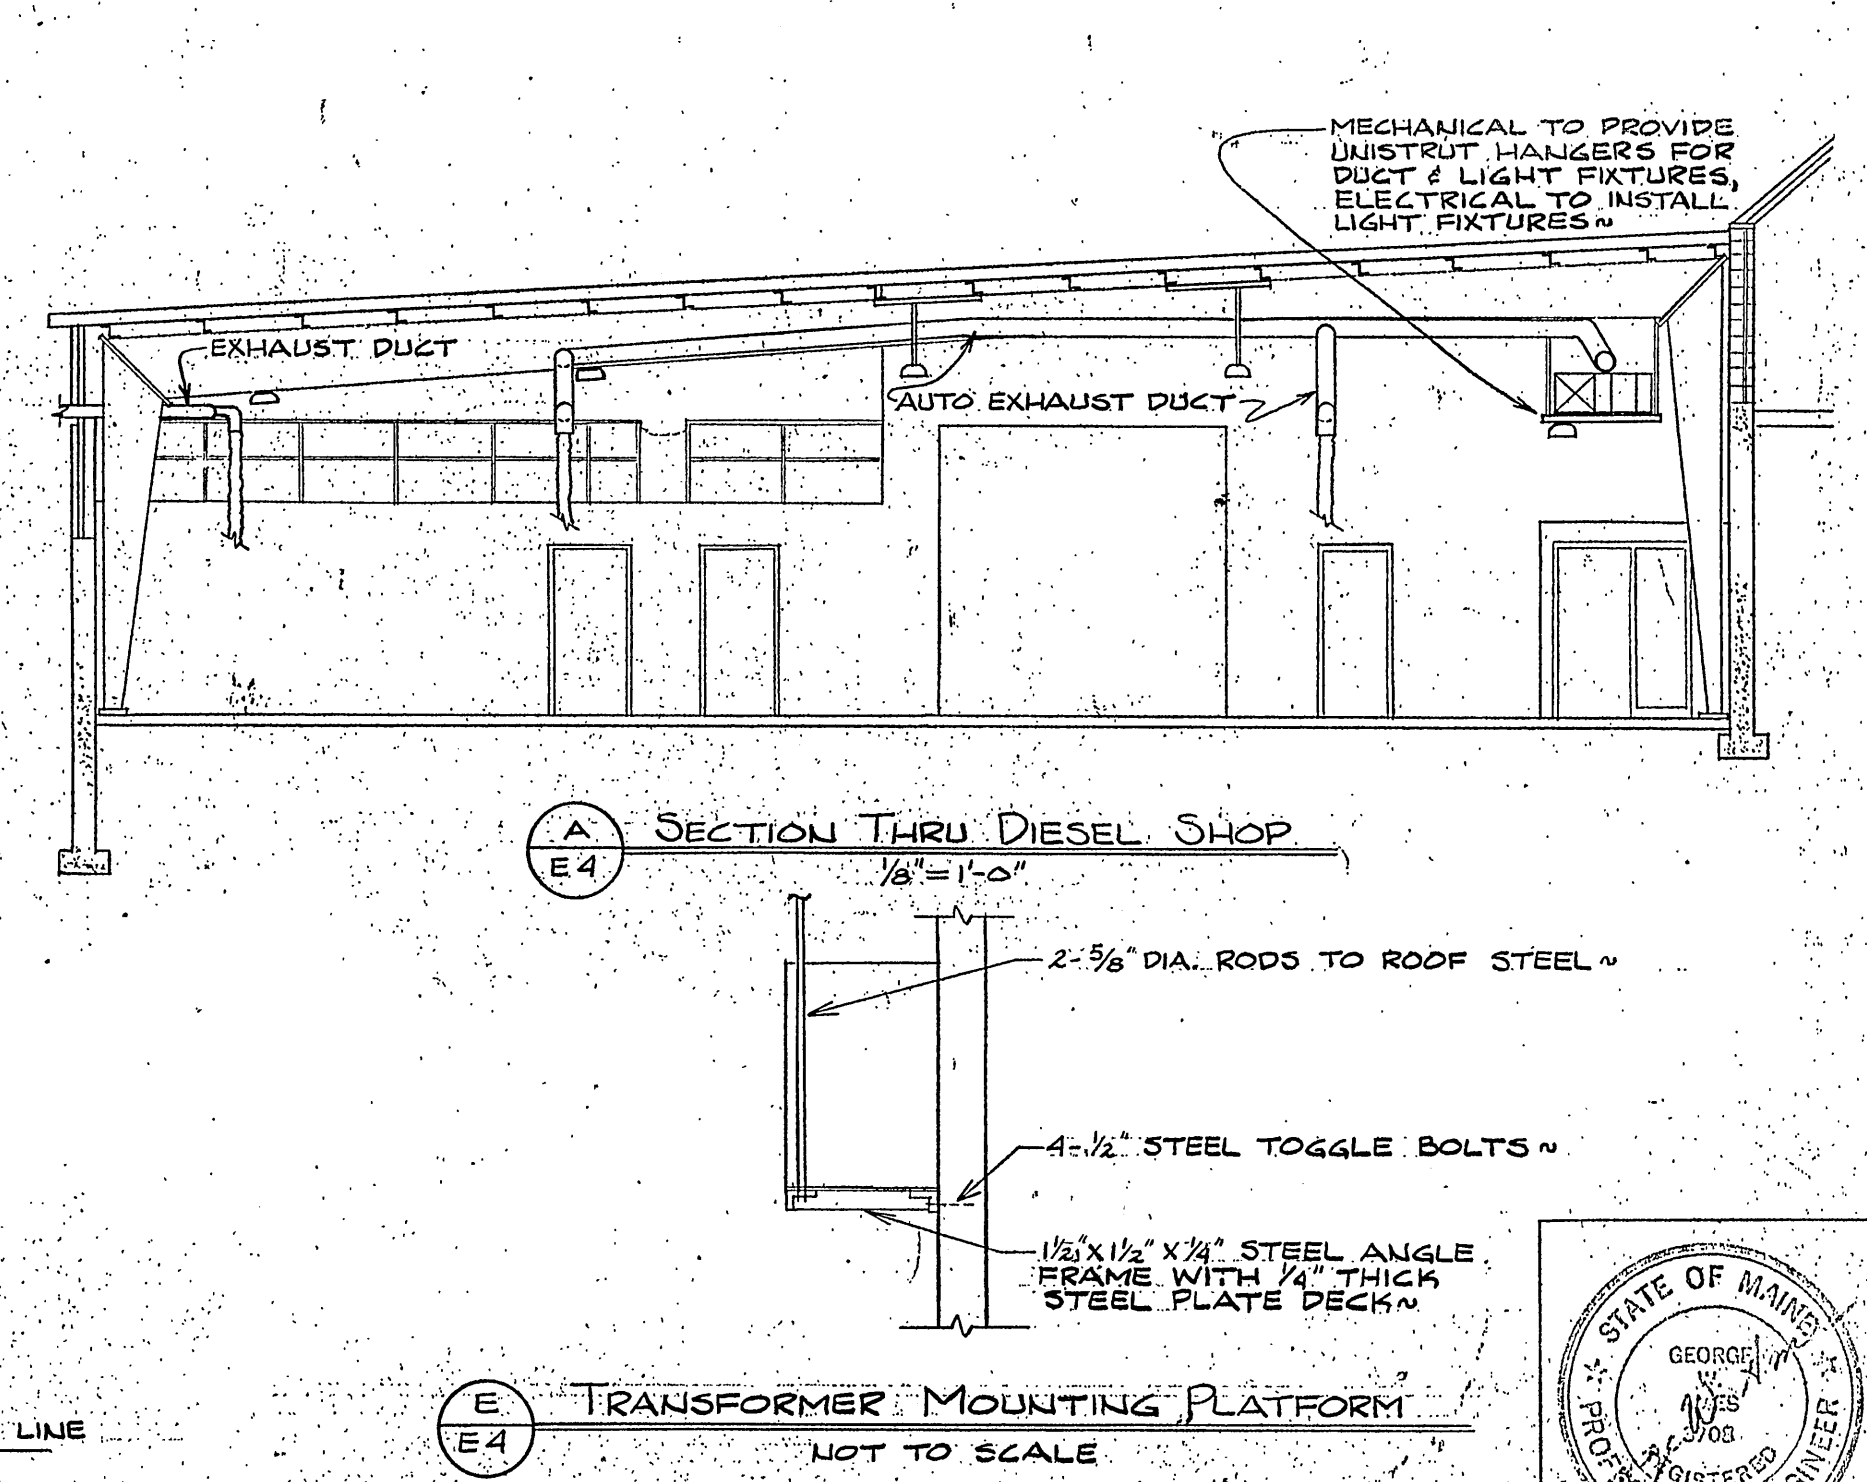 MECHANICAL TO PROVIDE
UNISTRUT HANGERS FOR
DUCT & LIGHT FIXTURES,
ELECTRICAL TO INSTALL
LIGHT FIXTURES~
EXHAUST DUCT
AUTO EXHAUST DUCT
A
E4
SECTION THRU DIESEL SHOP
1/8"=1'-0"
2-5/8" DIA. RODS TO ROOF STEEL~
4-1/2" STEEL TOGGLE BOLTS~
1 1/2"X1 1/2"X1/4" STEEL ANGLE
FRAME WITH 1/4" THICK
STEEL PLATE DECK~
E
E4
TRANSFORMER MOUNTING PLATFORM
NOT TO SCALE
LINE
STATE OF MAINE
GEORGE